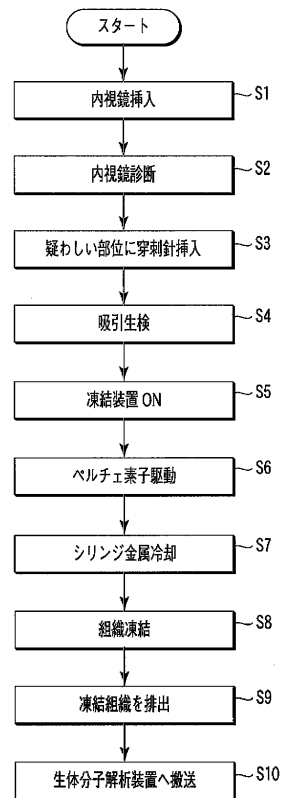 スタート
内視鏡挿入 S1
内視鏡診断 S2
疑わしい部位に穿刺針挿入 S3
吸引生検 S4
凍結装置 ON S5
ペルチェ素子駆動 S6
シリンジ金属冷却 S7
組織凍結 S8
凍結組織を排出 S9
生体分子解析装置へ搬送 S10